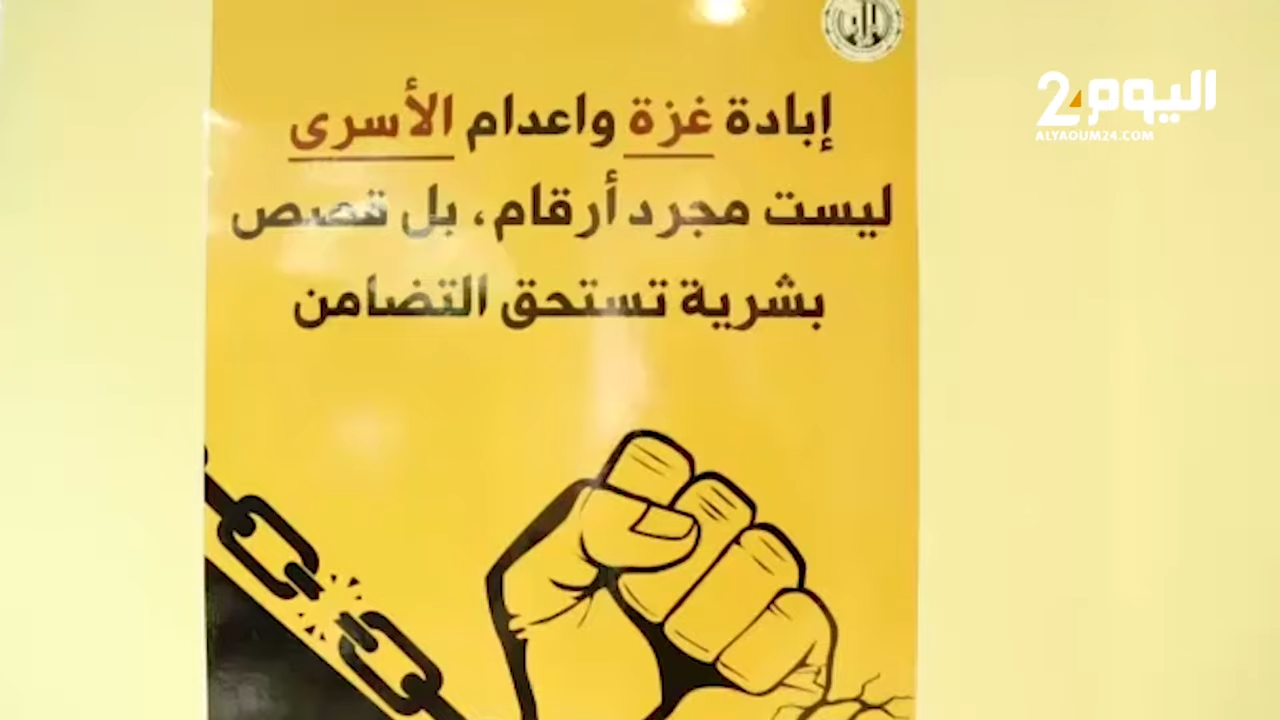 إبادة غزة واعدام الأسرى
ليست مجرد أرقام، بل قصص
بشرية تستحق التضامن
اليوم24
ALYAOUM24.COM